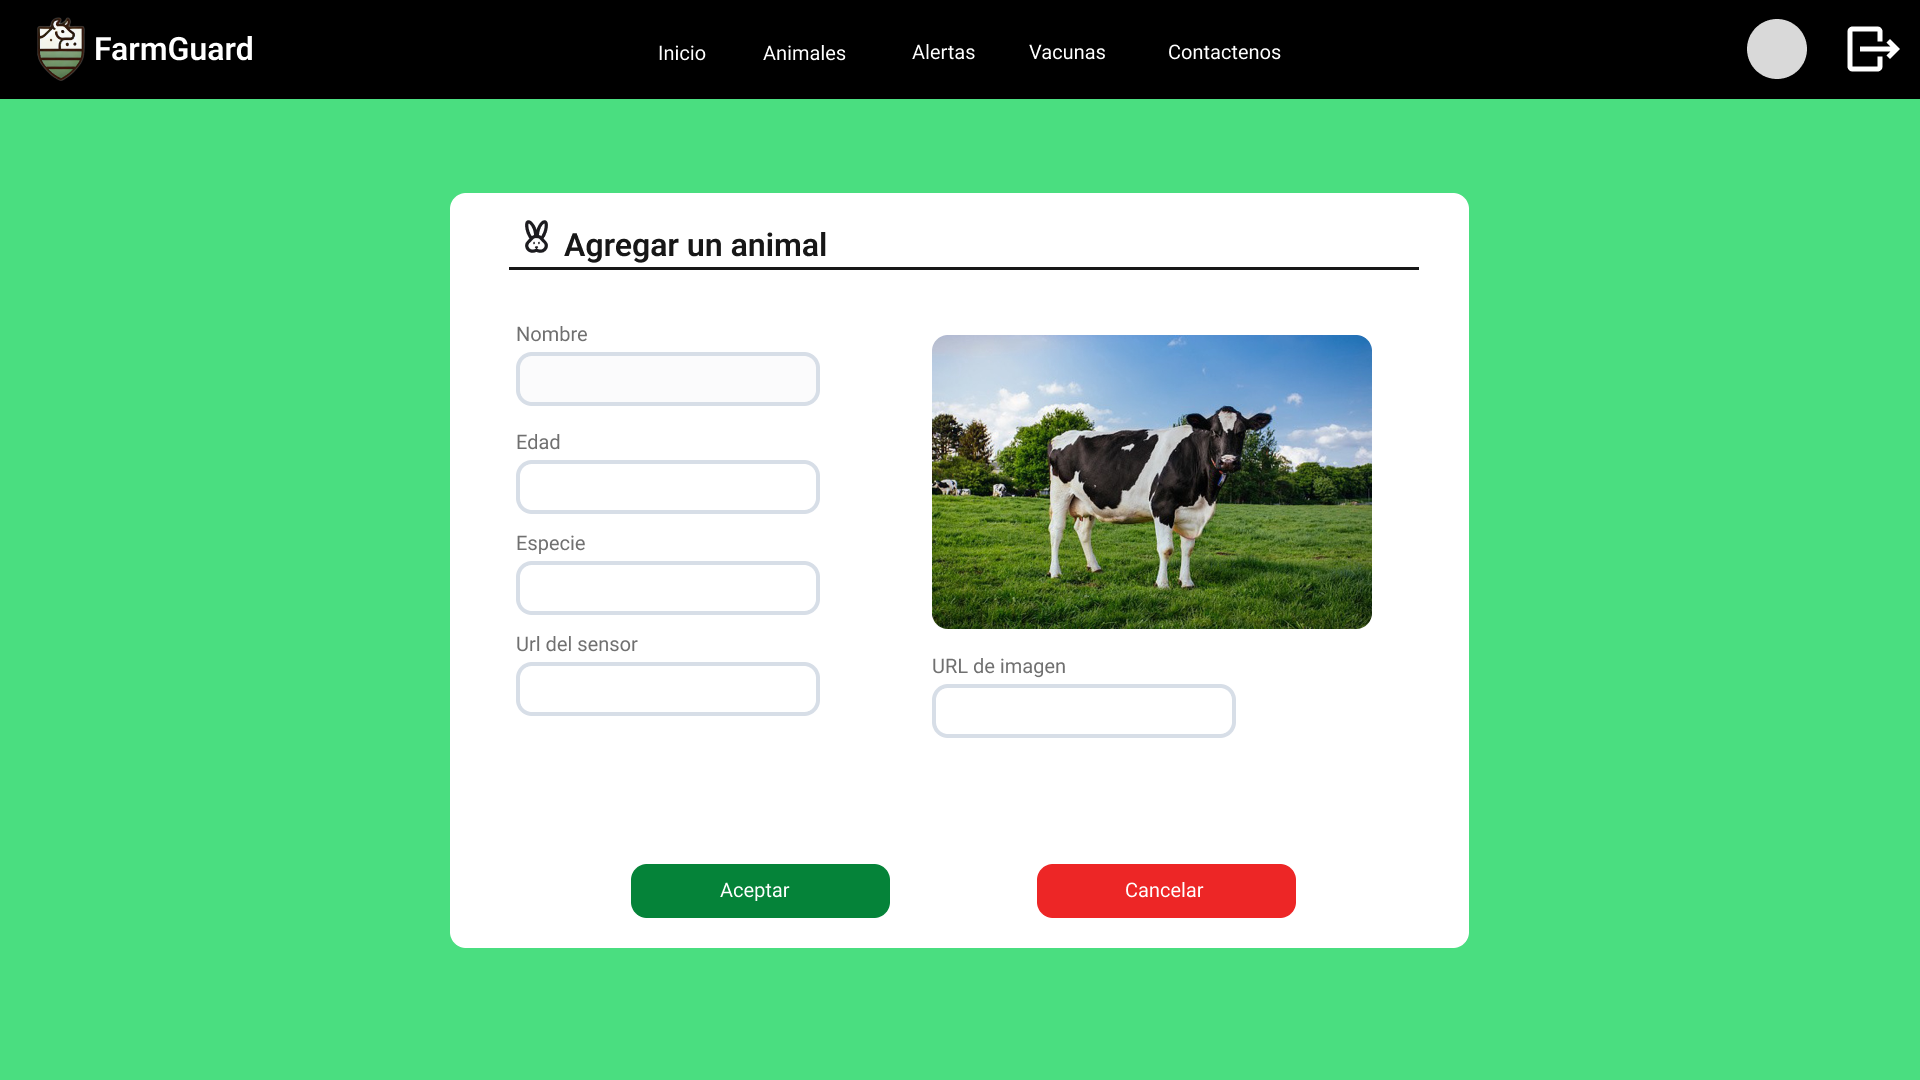 FarmGuard
Inicio
Animales
Alertas
Vacunas
Contactenos
Agregar un animal
Nombre
Edad
Especie
Url del sensor
URL de imagen
Aceptar
Cancelar